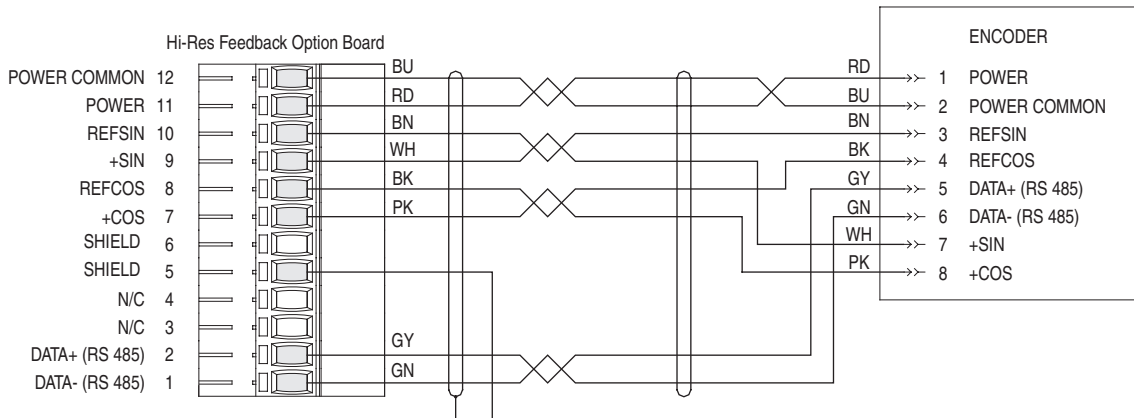 Hi-Res Feedback Option Board
POWER COMMON 12
POWER 11
REFSIN 10
+SIN 9
REFCOS 8
+COS 7
SHIELD 6
SHIELD 5
N/C 4
N/C 3
DATA+ (RS 485) 2
DATA- (RS 485) 1
BU
RD
BN
WH
BK
PK
GY
GN
RD
BU
BN
BK
GY
GN
WH
PK
ENCODER
1 POWER
2 POWER COMMON
3 REFSIN
4 REFCOS
5 DATA+ (RS 485)
6 DATA- (RS 485)
7 +SIN
8 +COS